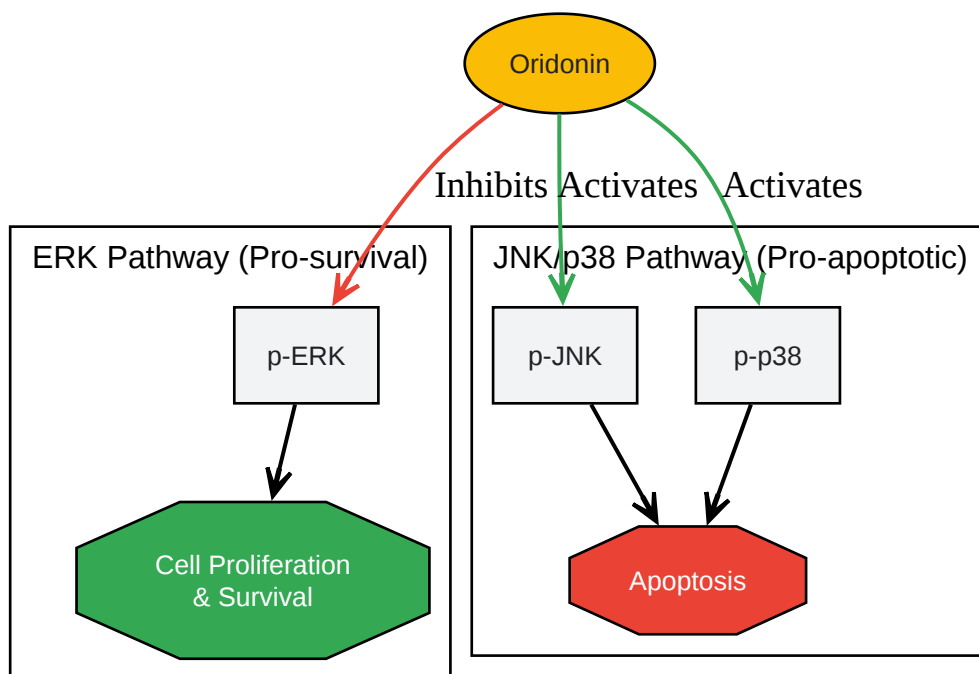 Oridonin
Inhibits
Activates
Activates
ERK Pathway (Pro-survival)
JNK/p38 Pathway (Pro-apoptotic)
p-ERK
p-JNK
p-p38
Cell Proliferation
& Survival
Apoptosis